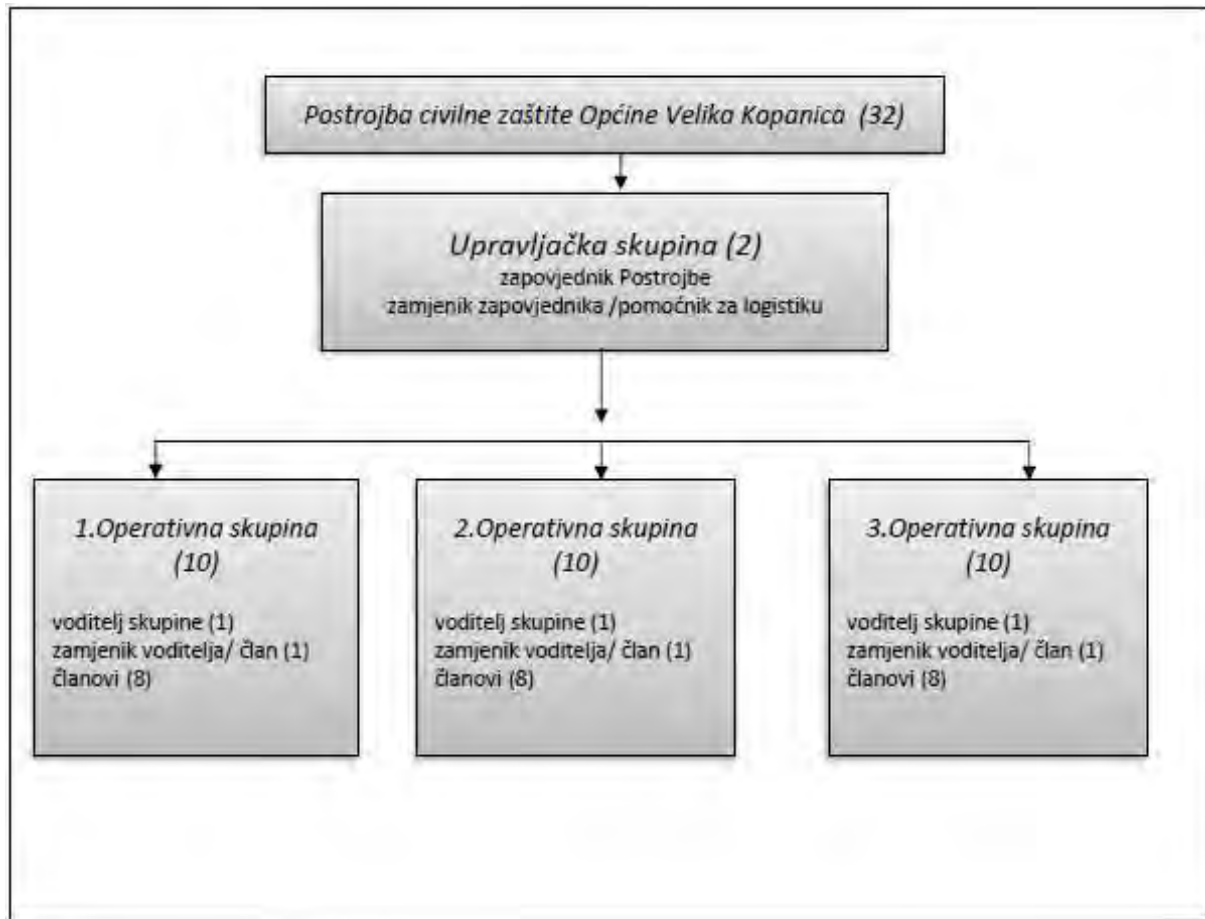 Postrojba civilne zaštite Općine Velika Kopanica (32)
Upravljačka skupina (2)
zapovjednik Postrojbe
zamjenik zapovjednika /pomoćnik za logistiku
1.Operativna skupina
(10)
voditelj skupine (1)
zamjenik voditelja/ član (1)
članovi (8)
2.Operativna skupina
(10)
voditelj skupine (1)
zamjenik voditelja/ član (1)
članovi (8)
3.Operativna skupina
(10)
voditelj skupine (1)
zamjenik voditelja/ član (1)
članovi (8)